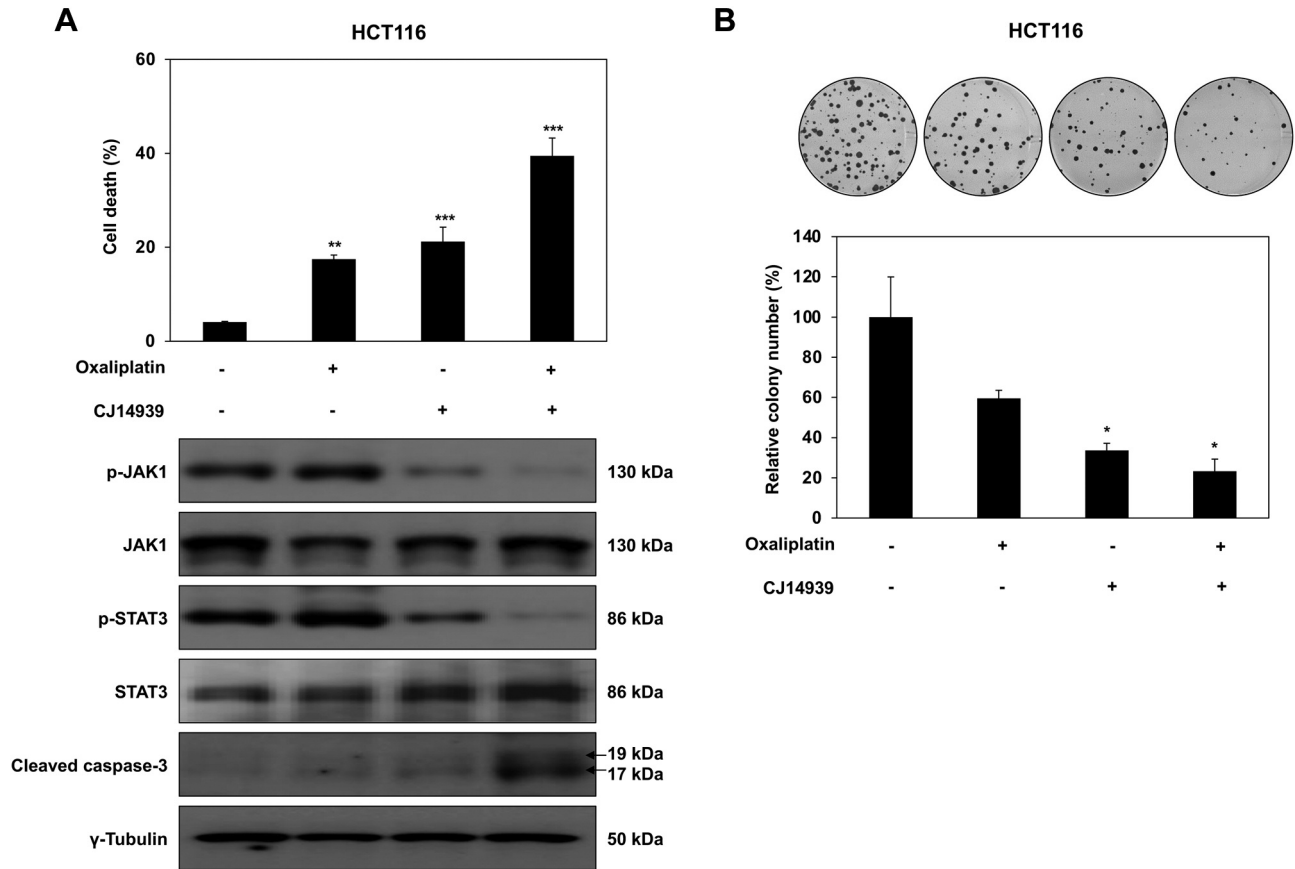 A
HCT116
60
40
20
0
Cell death (%)
**
***
***
Oxaliplatin - + - +
CJ14939 - - + +
p-JAK1 130 kDa
JAK1 130 kDa
p-STAT3 86 kDa
STAT3 86 kDa
Cleaved caspase-3 19 kDa
17 kDa
γ-Tubulin 50 kDa
B
HCT116
140
120
100
80
60
40
20
0
Relative colony number (%)
*
*
Oxaliplatin - + - +
CJ14939 - - + +